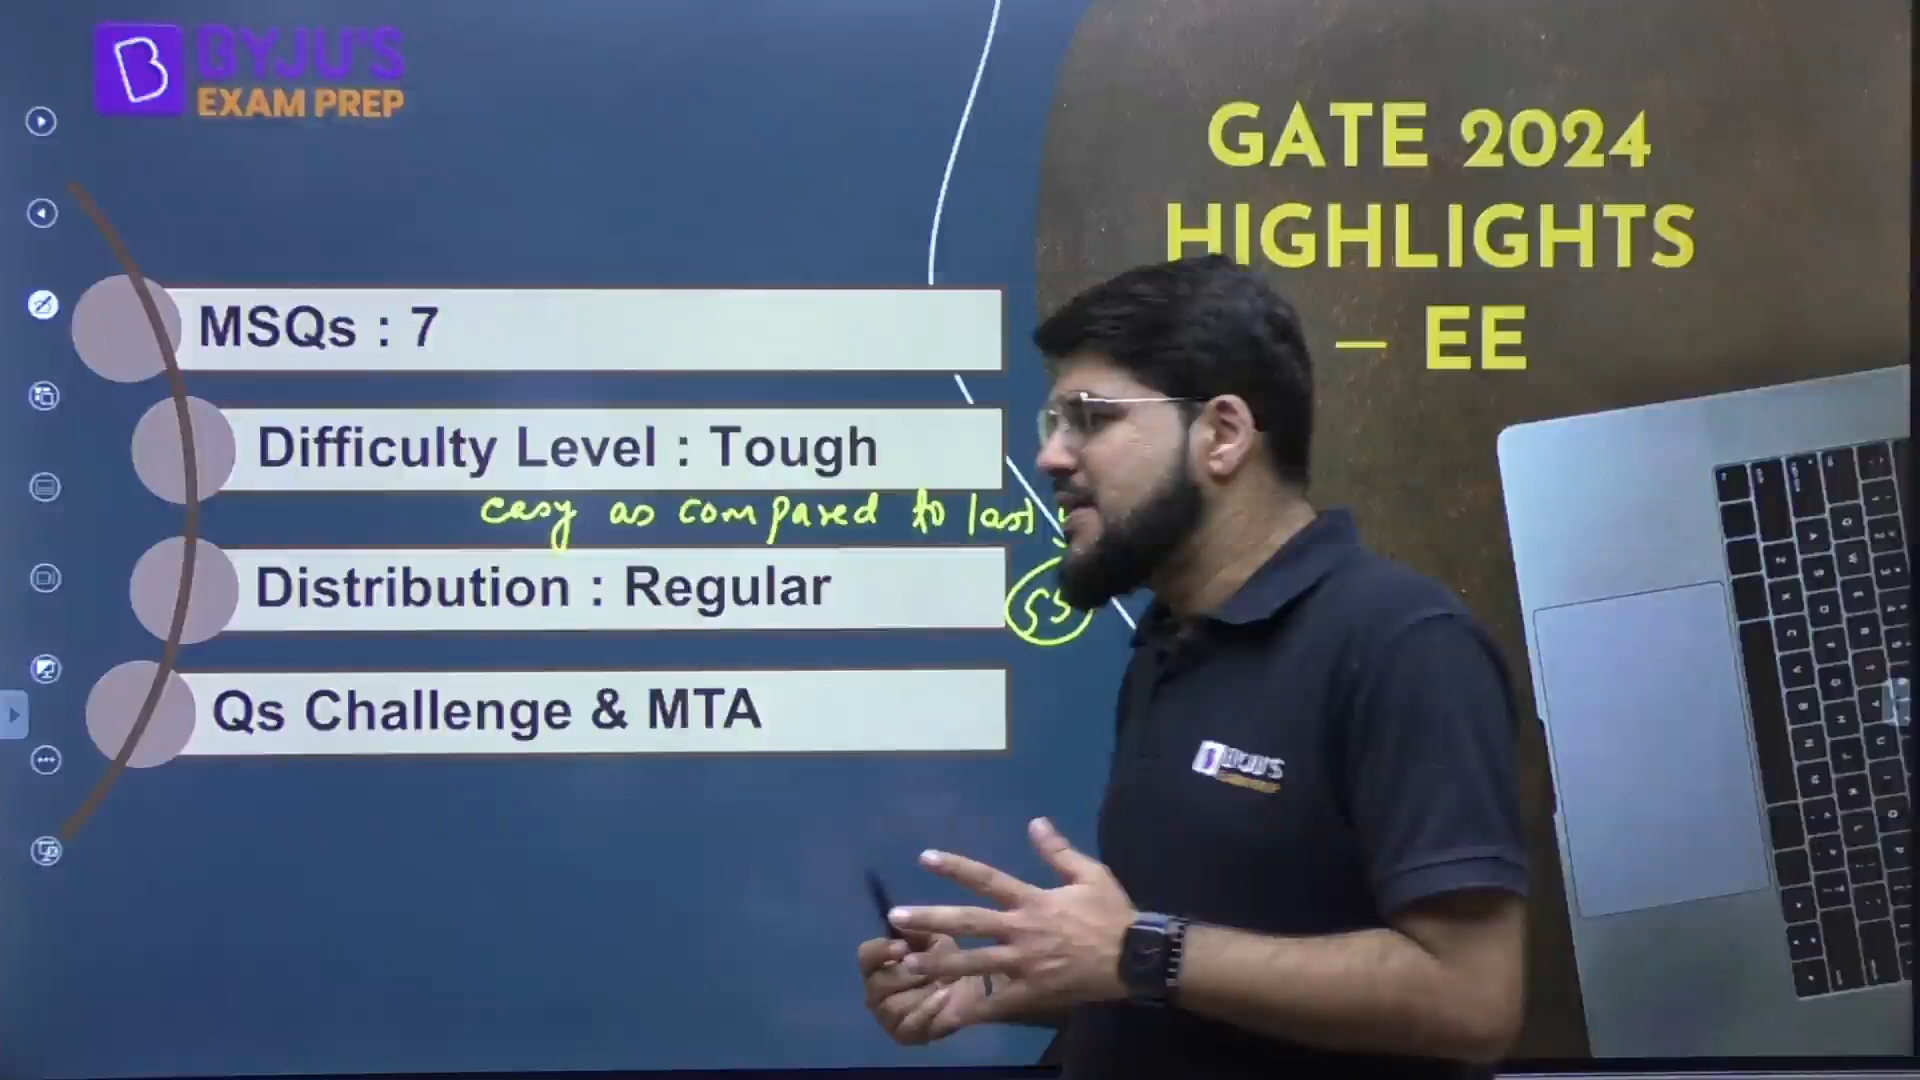 BYJU'S
EXAM PREP
GATE 2024
HIGHLIGHTS
– EE
MSQs : 7
Difficulty Level : Tough
easy as compared to last
Distribution : Regular
Qs Challenge & MTA
BYJU'S